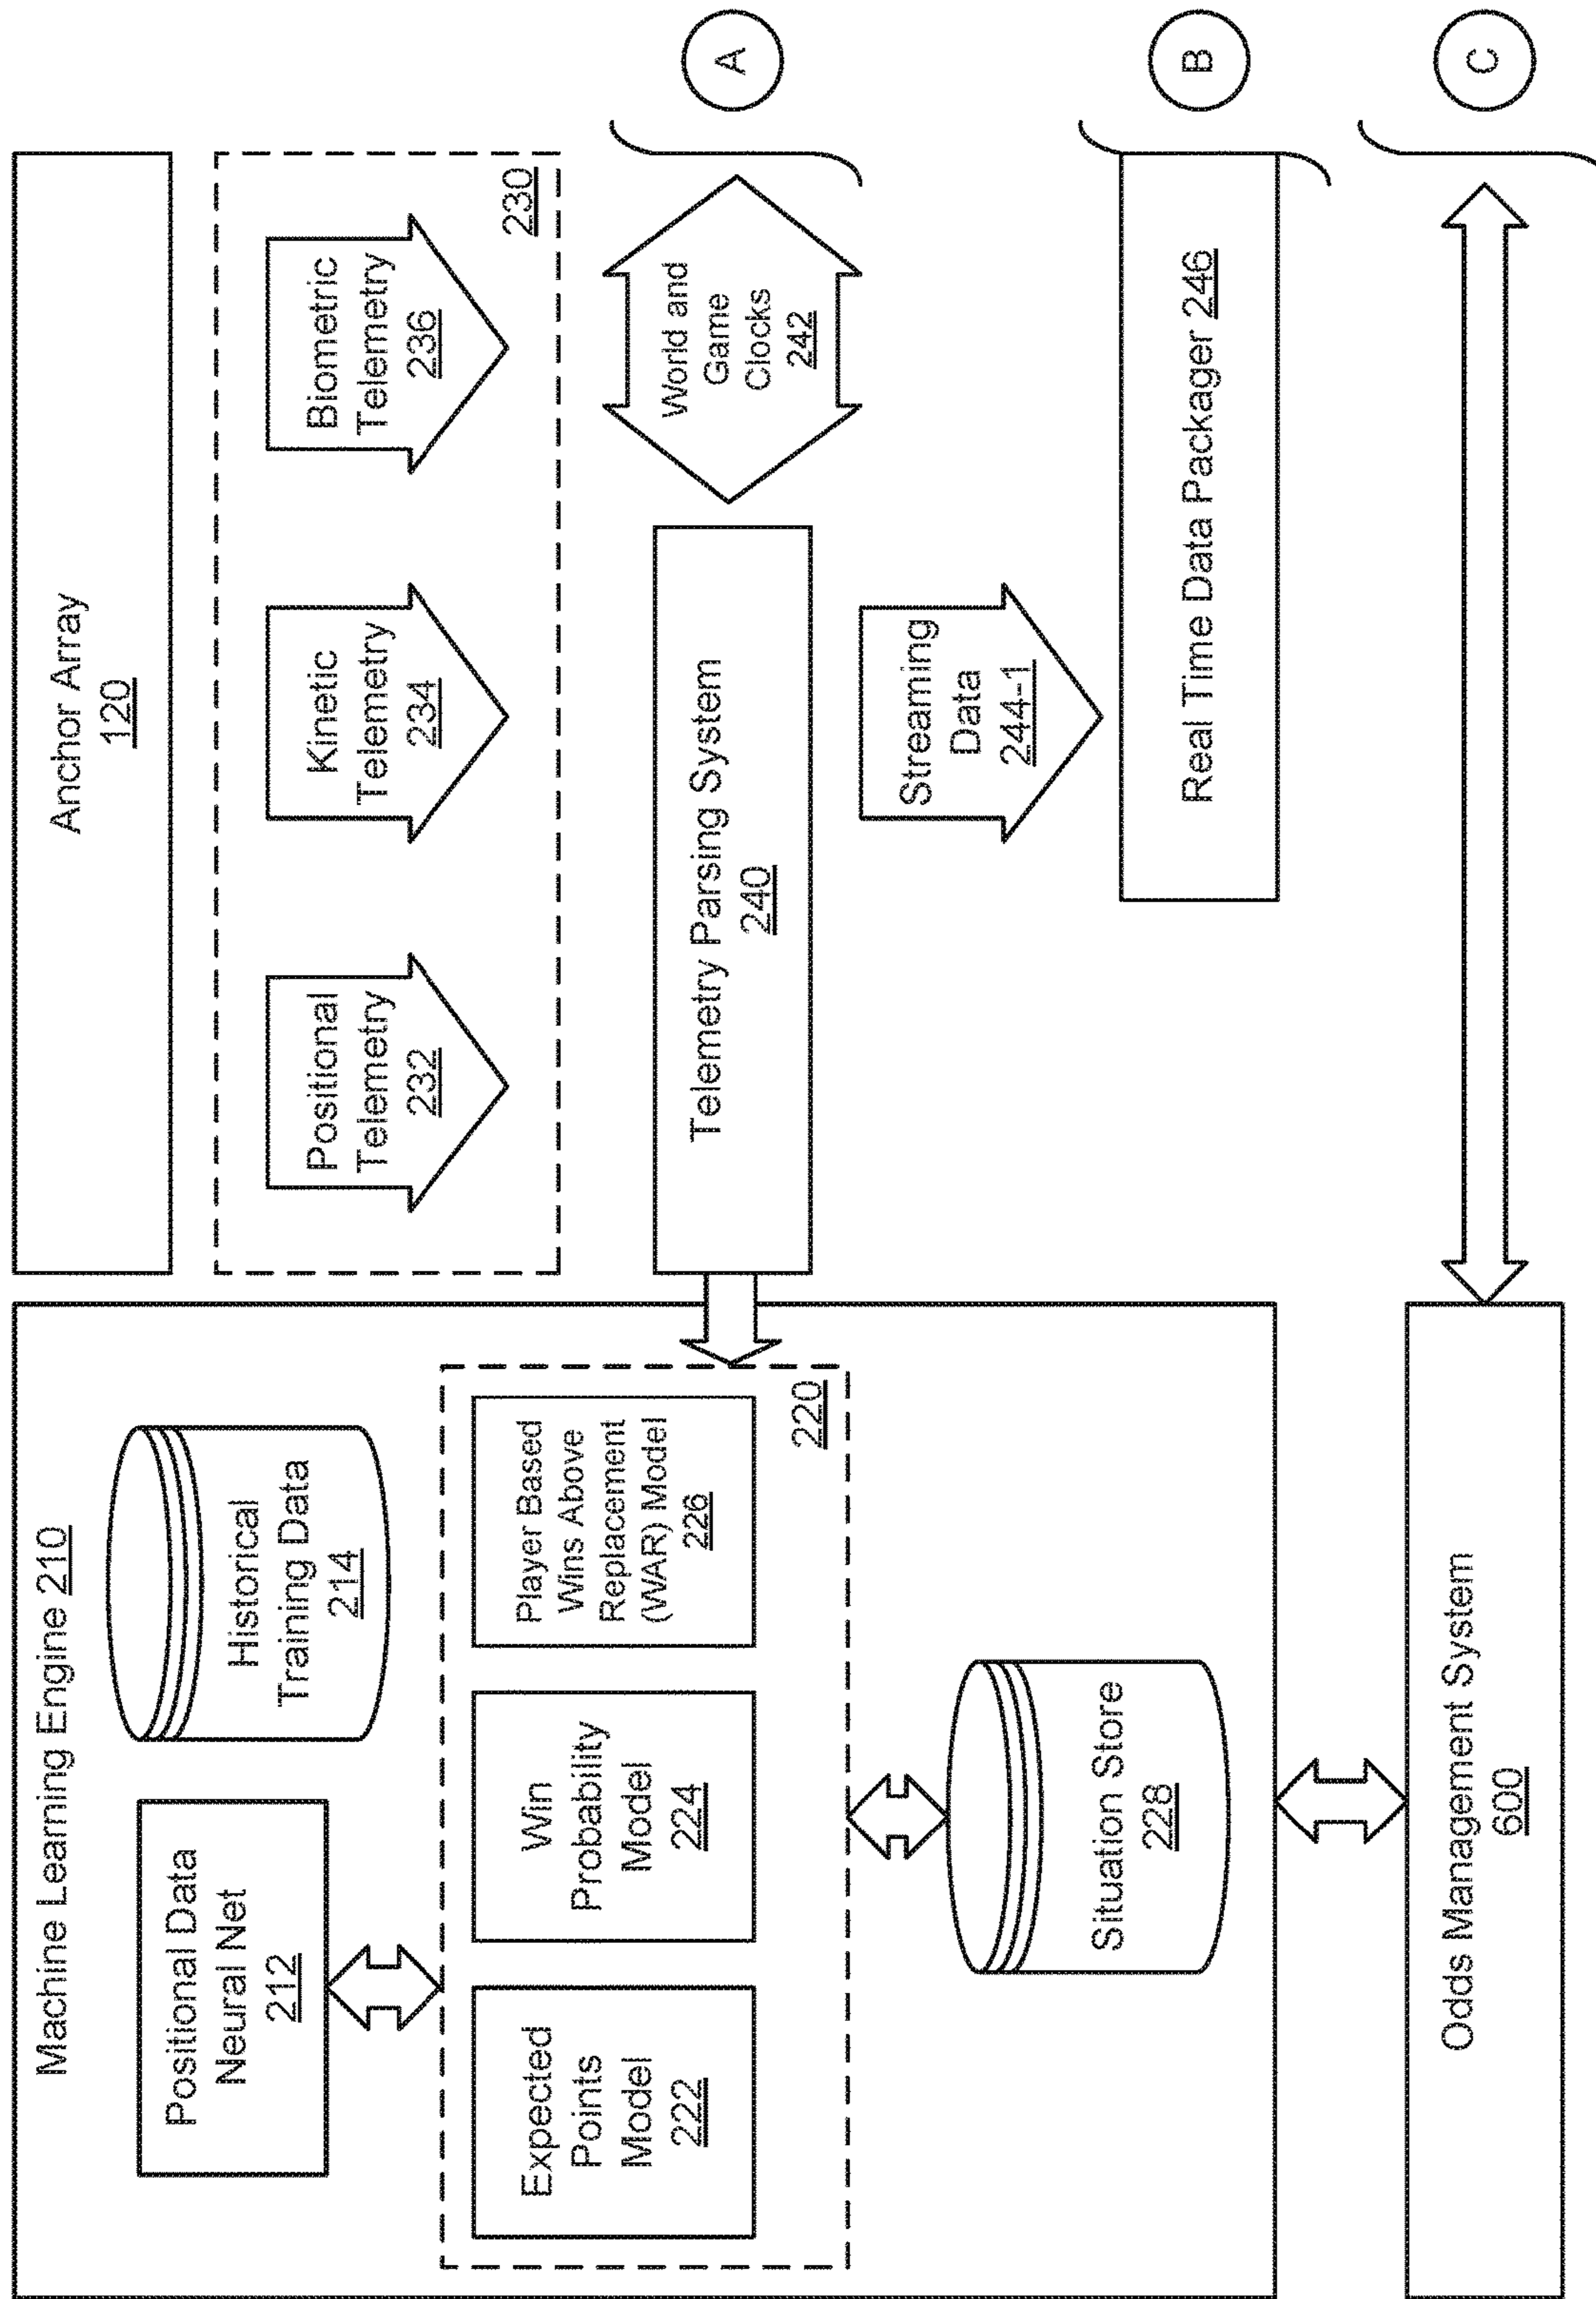 Machine Learning Engine 210
Positional Data
Neural Net
212
Historical
Training Data
214
Expected
Points
Model
222
Win
Probability
Model
224
Player Based
Wins Above
Replacement
(WAR) Model
226
220
Situation Store
228
Odds Management System
600
Anchor Array
120
Positional
Telemetry
232
Kinetic
Telemetry
234
Biometric
Telemetry
236
230
Telemetry Parsing System
240
World and
Game
Clocks
242
A
Streaming
Data
244-1
Real Time Data Packager 246
B
C